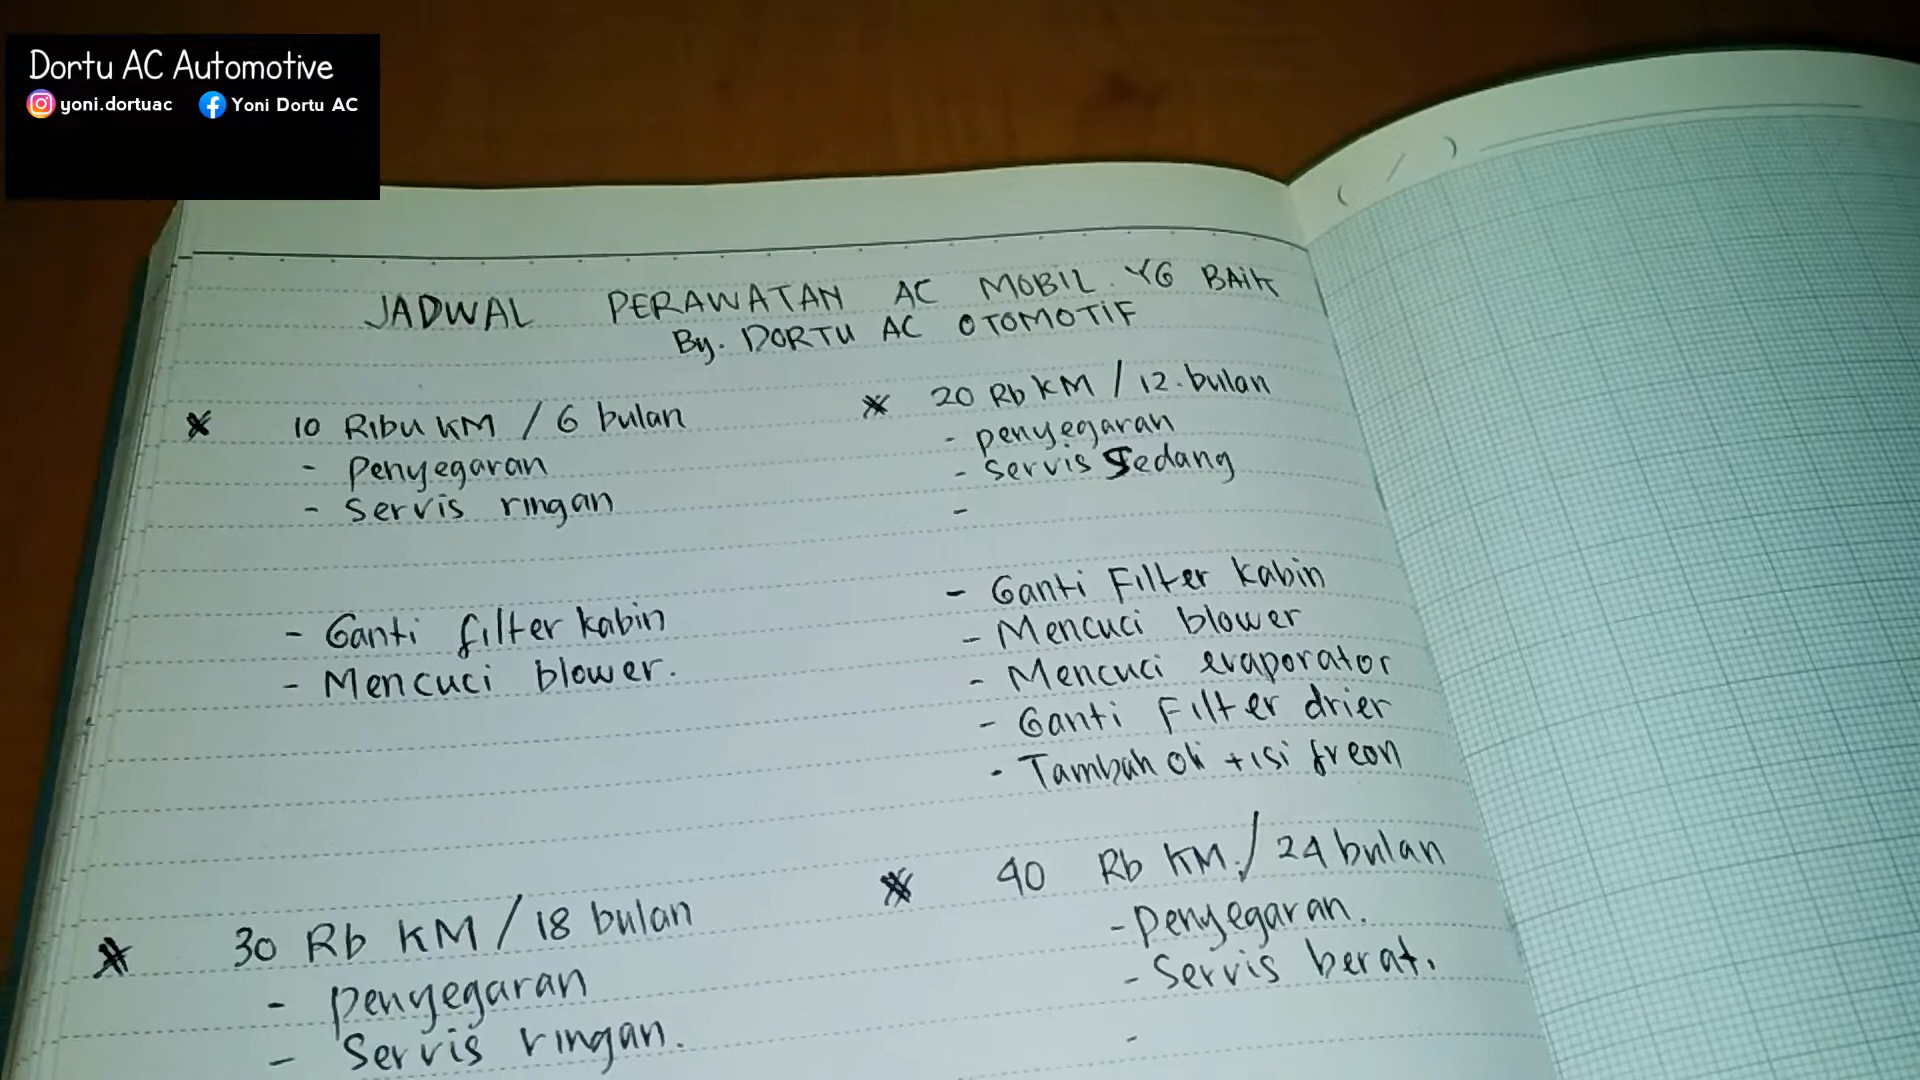 Dortu AC Automotive
yoni.dortuac Yoni Dortu AC
( / )
JADWAL PERAWATAN AC MOBIL YG BAIK
By. DORTU AC OTOMOTIF
* 10 Ribu KM / 6 bulan
- Penyegaran
- Servis ringan
- Ganti filter kabin
- Mencuci blower.
* 20 Rb KM / 12. bulan
- penyegaran
- Servis Sedang
-
- Ganti Filter kabin
- Mencuci blower
- Mencuci evaporator
- Ganti Filter drier
- Tambah oli + isi freon
* 30 Rb KM / 18 bulan
- penyegaran
- Servis ringan.
* 40 Rb KM. / 24 bulan
- Penyegaran.
- Servis berat.
-